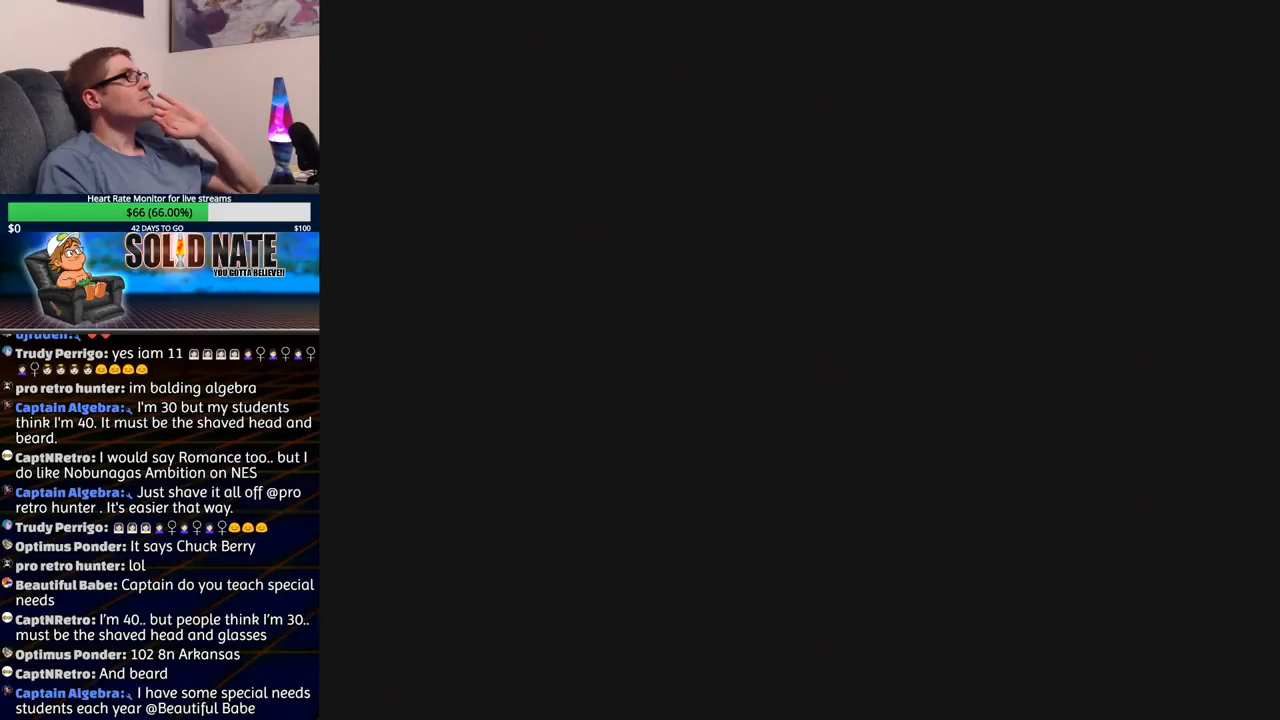 Heart Rate Monitor for live streams
$66 (66.00%)
$0 42 DAYS TO GO $100
SOLID NATE
YOU GOTTA BELIEVE!!
Trudy Perrigo: yes iam 11
pro retro hunter: im balding algebra
Captain Algebra: I'm 30 but my students
think I'm 40. It must be the shaved head and
beard.
CaptNRetro: I would say Romance too.. but I
do like Nobunagas Ambition on NES
Captain Algebra: Just shave it all off @pro
retro hunter . It's easier that way.
Trudy Perrigo:
Optimus Ponder: It says Chuck Berry
pro retro hunter: lol
Beautiful Babe: Captain do you teach special
needs
CaptNRetro: I’m 40.. but people think I’m 30..
must be the shaved head and glasses
Optimus Ponder: 102 8n Arkansas
CaptNRetro: And beard
Captain Algebra: I have some special needs
students each year @Beautiful Babe